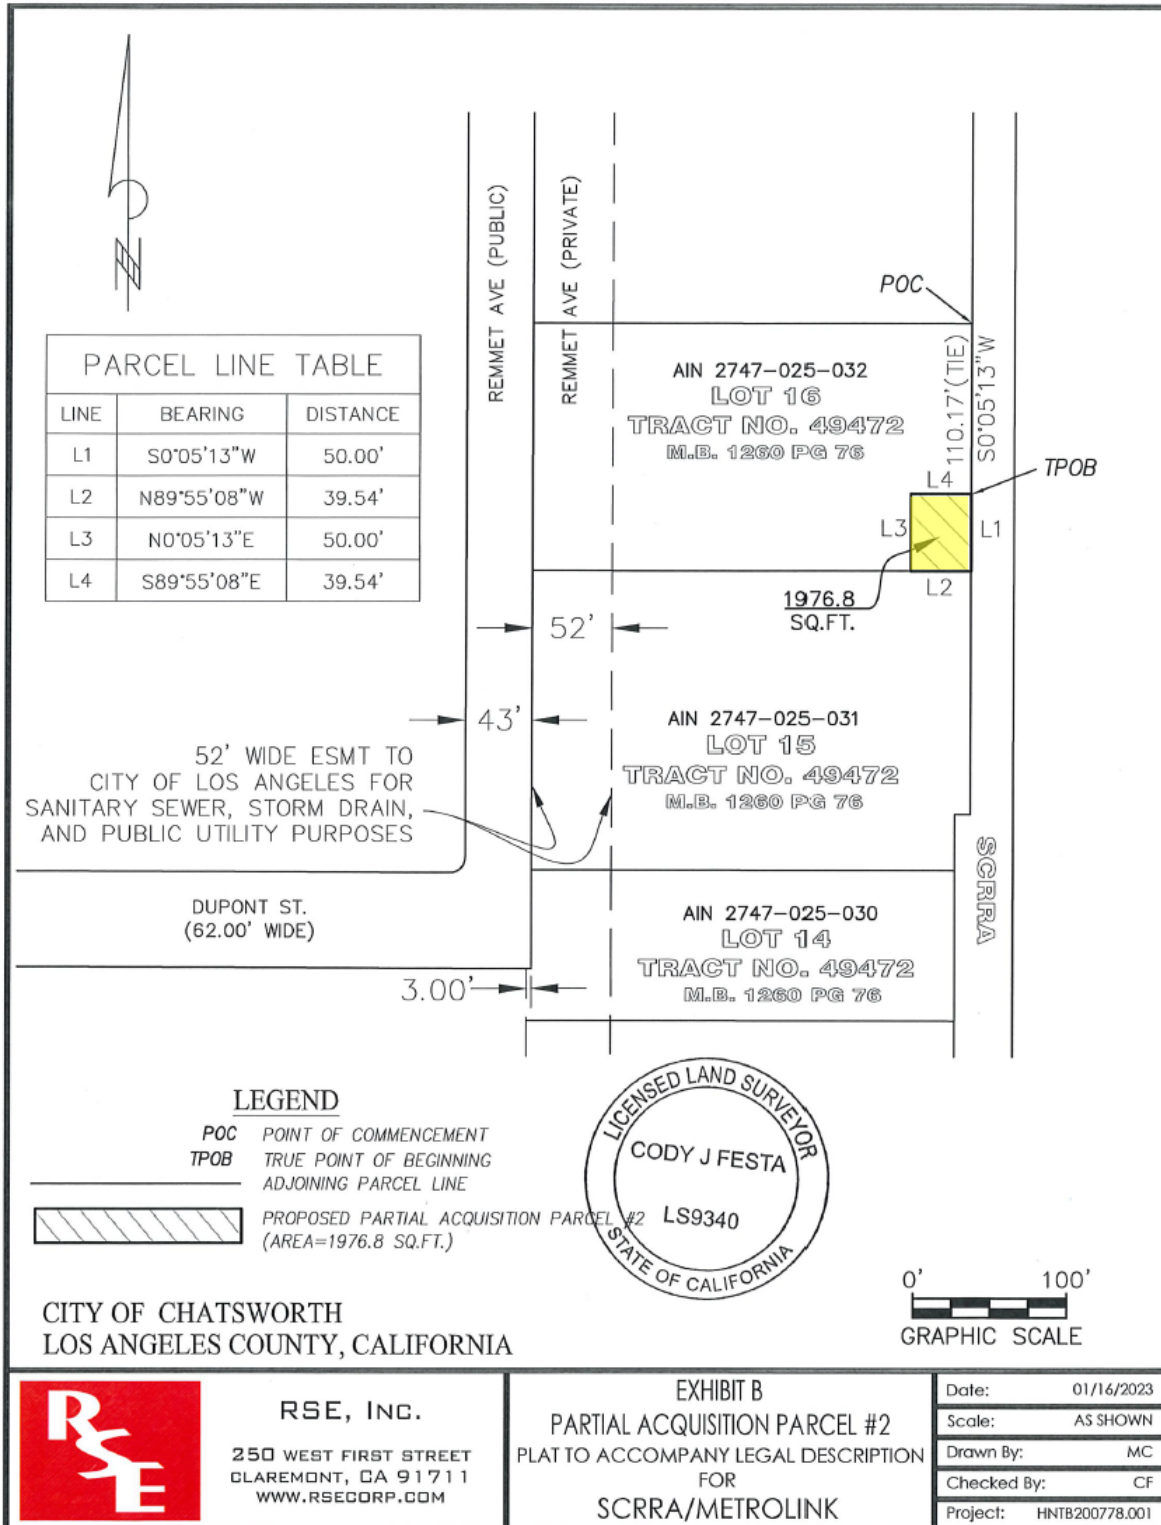 N
REMMET AVE (PUBLIC)
REMMET AVE (PRIVATE)
POC
PARCEL LINE TABLE
LINE BEARING DISTANCE
L1 S0°05'13"W 50.00'
L2 N89°55'08"W 39.54'
L3 N0°05'13"E 50.00'
L4 S89°55'08"E 39.54'
AIN 2747-025-032
LOT 16
TRACT NO. 49472
M.B. 1260 PG 76
110.17'(TIE)
S0°05'13"W
TPOB
L4
L3
L1
L2
1976.8
SQ.FT.
52'
43'
AIN 2747-025-031
LOT 15
TRACT NO. 49472
M.B. 1260 PG 76
52' WIDE ESMT TO
CITY OF LOS ANGELES FOR
SANITARY SEWER, STORM DRAIN,
AND PUBLIC UTILITY PURPOSES
SCRRA
DUPONT ST.
(62.00' WIDE)
AIN 2747-025-030
LOT 14
TRACT NO. 49472
M.B. 1260 PG 76
3.00'
LEGEND
POC POINT OF COMMENCEMENT
TPOB TRUE POINT OF BEGINNING
ADJOINING PARCEL LINE
PROPOSED PARTIAL ACQUISITION PARCEL #2
(AREA=1976.8 SQ.FT.)
LICENSED LAND SURVEYOR
CODY J FESTA
LS9340
STATE OF CALIFORNIA
0' 100'
GRAPHIC SCALE
CITY OF CHATSWORTH
LOS ANGELES COUNTY, CALIFORNIA
RSE
RSE, INC.
250 WEST FIRST STREET
CLAREMONT, CA 91711
WWW.RSECORP.COM
EXHIBIT B
PARTIAL ACQUISITION PARCEL #2
PLAT TO ACCOMPANY LEGAL DESCRIPTION
FOR
SCRRA/METROLINK
Date: 01/16/2023
Scale: AS SHOWN
Drawn By: MC
Checked By: CF
Project: HNTB200778.001